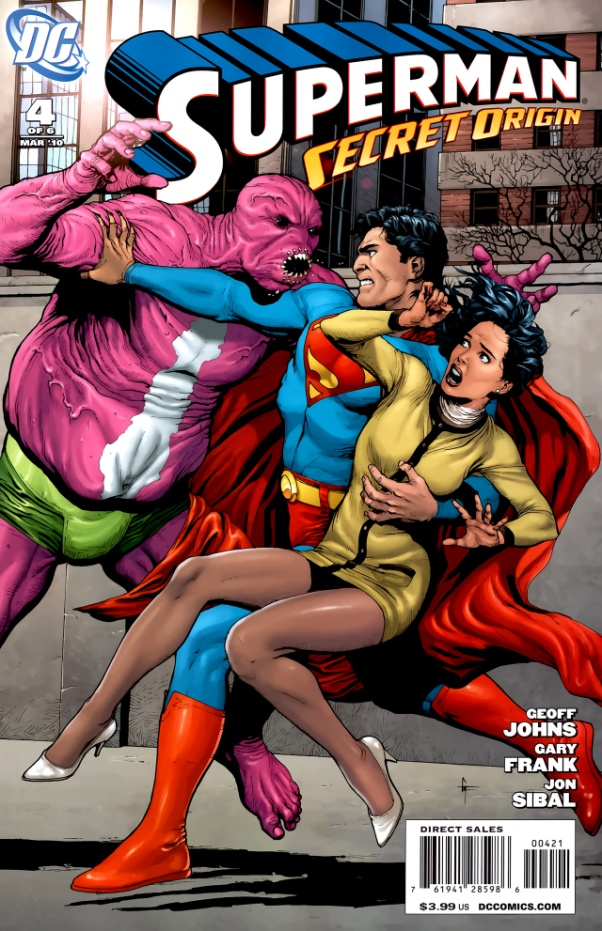 DC
4
OF 6
MAR '10
SUPERMAN
SECRET ORIGIN
GEOFF
JOHNS
GARY
FRANK
JON
SIBAL
DIRECT SALES
00421
7 61941 28598 6
$3.99 US DCCOMICS.COM